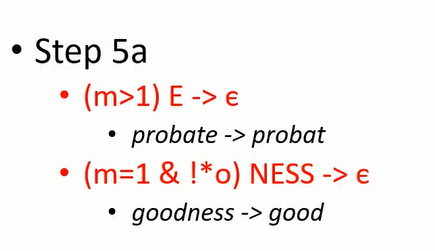 Step 5a
(m>1) E -> є
probate -> probat
(m=1 & !*o) NESS -> є
goodness -> good